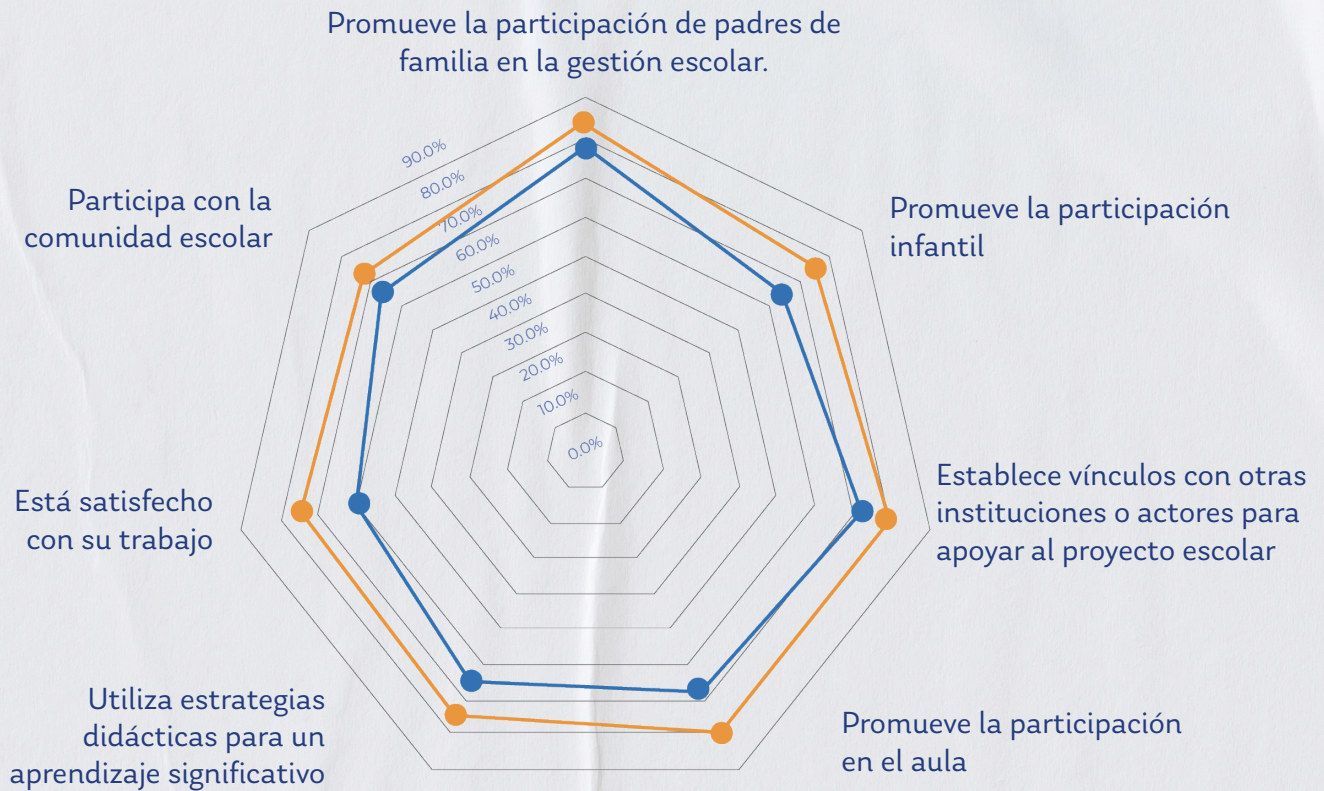 Promueve la participación de padres de
familia en la gestión escolar.
90.0%
80.0%
70.0%
60.0%
50.0%
40.0%
30.0%
20.0%
10.0%
0.0%
Participa con la
comunidad escolar
Promueve la participación
infantil
Está satisfecho
con su trabajo
Establece vínculos con otras
instituciones o actores para
apoyar al proyecto escolar
Utiliza estrategias
didácticas para un
aprendizaje significativo
Promueve la participación
en el aula